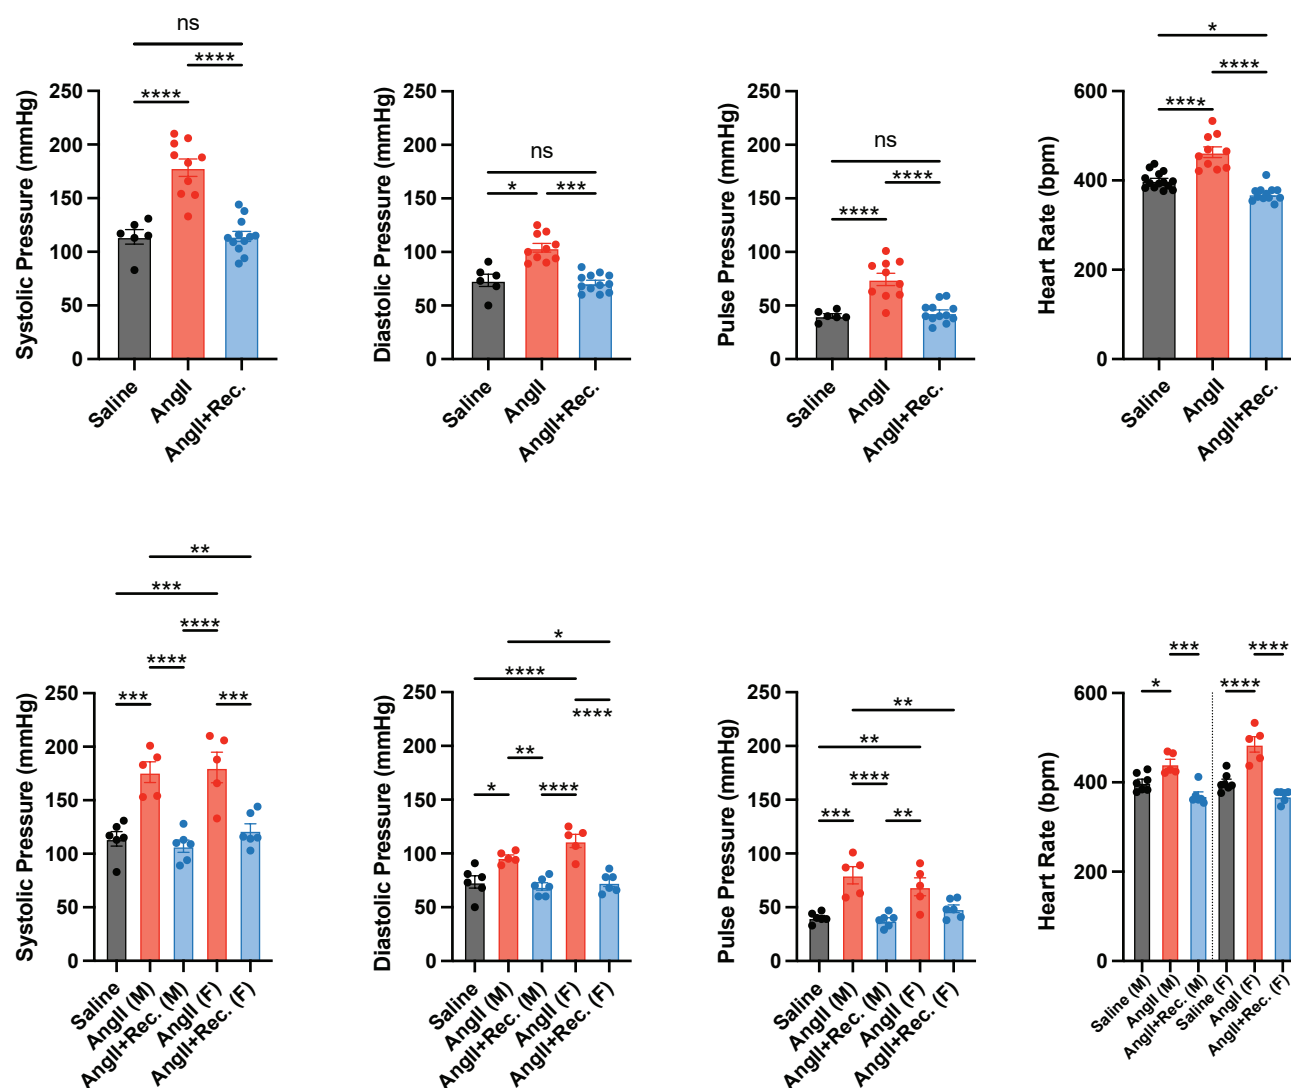 ns
****
****
Systolic Pressure (mmHg)
250
200
150
100
50
0
Saline
AngII
AngII+Rec.
ns
*
***
Diastolic Pressure (mmHg)
250
200
150
100
50
0
Saline
AngII
AngII+Rec.
ns
****
****
Pulse Pressure (mmHg)
250
200
150
100
50
0
Saline
AngII
AngII+Rec.
*
****
****
Heart Rate (bpm)
600
400
200
0
Saline
AngII
AngII+Rec.
**
***
****
****
***
***
Systolic Pressure (mmHg)
250
200
150
100
50
0
Saline
AngII (M)
AngII+Rec. (M)
AngII (F)
AngII+Rec. (F)
*
****
****
**
*
****
Diastolic Pressure (mmHg)
250
200
150
100
50
0
Saline
AngII (M)
AngII+Rec. (M)
AngII (F)
AngII+Rec. (F)
**
**
****
***
**
Pulse Pressure (mmHg)
250
200
150
100
50
0
Saline
AngII (M)
AngII+Rec. (M)
AngII (F)
AngII+Rec. (F)
***
****
*
****
Heart Rate (bpm)
600
400
200
0
Saline (M)
AngII (M)
AngII+Rec. (M)
Saline (F)
AngII (F)
AngII+Rec. (F)